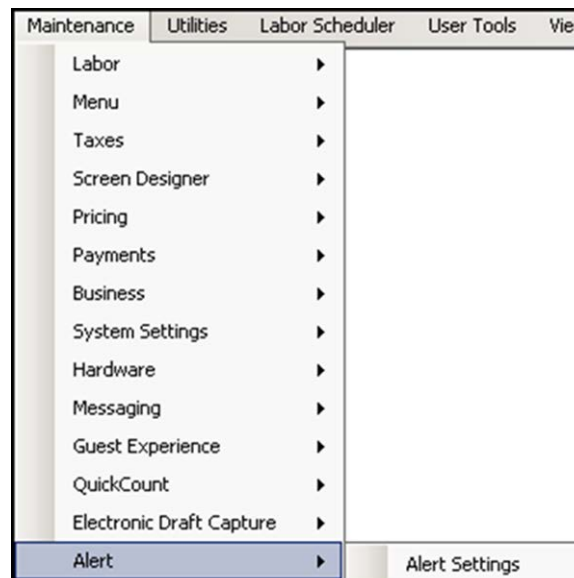 Maintenance Utilities Labor Scheduler User Tools Vie
Labor
Menu
Taxes
Screen Designer
Pricing
Payments
Business
System Settings
Hardware
Messaging
Guest Experience
QuickCount
Electronic Draft Capture
Alert Alert Settings